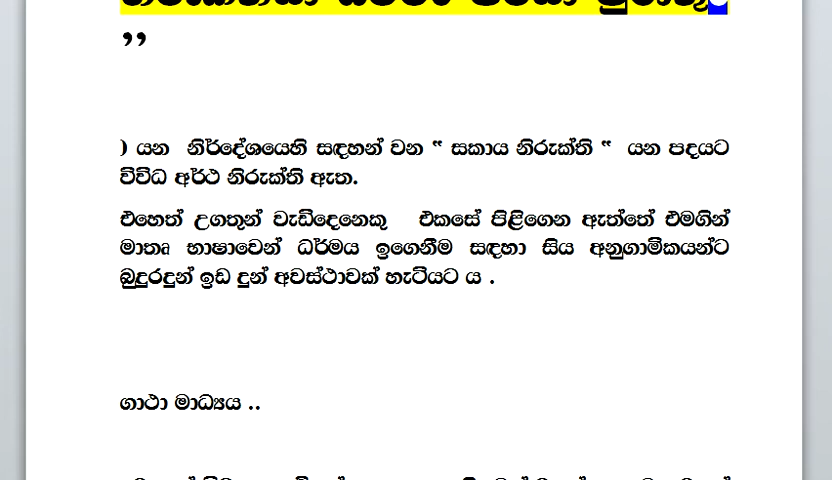 ”
) යන නිර්දේශයෙහි සඳහන් වන “ සකාය නිරුක්ති “ යන පදයට
විවිධ අර්ථ නිරුක්ති ඇත.
එහෙත් උගතුන් වැඩිදෙනෙකු එකසේ පිළිගෙන ඇත්තේ එමගින්
මාතෘ භාෂාවෙන් ධර්මය ඉගෙනීම සඳහා සිය අනුගාමිකයන්ට
බුදුරදුන් ඉඩ දුන් අවස්ථාවක් හැටියට ය .
ගාථා මාධ්‍යය ..